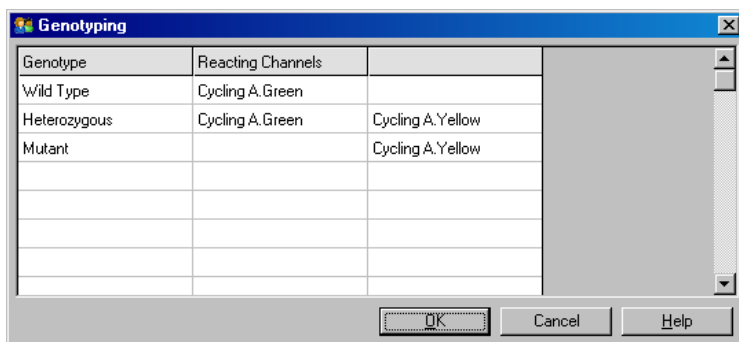 Genotyping
Genotype Reacting Channels
Wild Type Cycling A.Green
Heterozygous Cycling A.Green Cycling A.Yellow
Mutant Cycling A.Yellow
OK Cancel Help